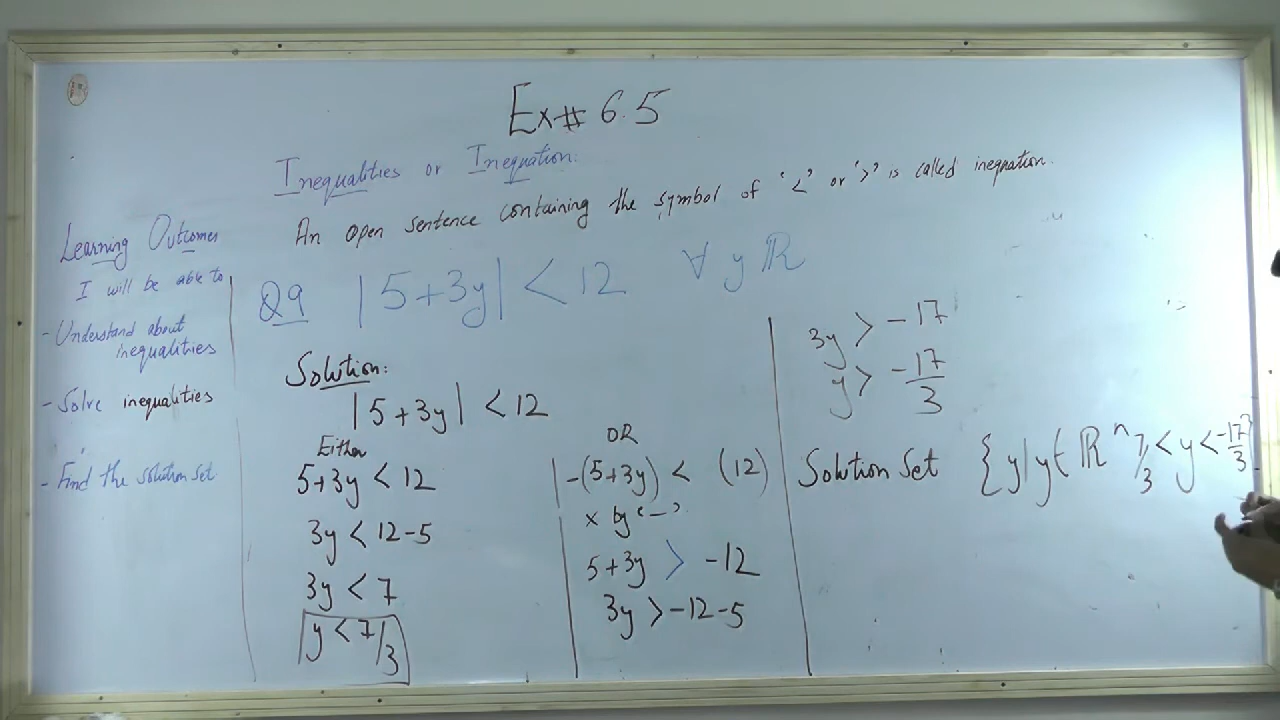 Ex# 6.5
Inequalities or Inequation:
An open sentence containing the symbol of '<' or '>' is called inequation.
Learning Outcomes
I will be able to
- Understand about
inequalities
- Solve inequalities
- Find the solution set
Q9 |5+3y| < 12 ∀ y ℝ
Solution:
|5+3y| < 12
Either
5+3y < 12
3y < 12-5
3y < 7
y < 7/3
OR
-(5+3y) < (12)
x by '-'
5+3y > -12
3y > -12-5
3y > -17
y > -17/3
Solution Set {y|y∈ ℝ ^ 7/3 < y < -17/3}